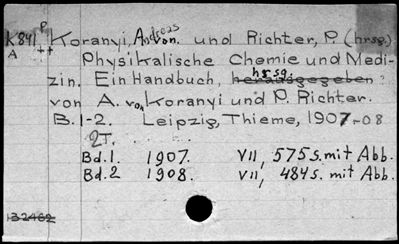 K841 P Koranyi, Andreas von. und Richter, P. (hrsg.)
A ++ Physikalische Chemie und Medi-
zin. Ein Handbuch, herausgegeben hrsg.
von A. von Koranyi und P. Richter.
B. 1-2. Leipzig, Thieme, 1907-08
2T.
Bd. 1. 1907. VII, 575 S. mit Abb.
Bd. 2 1908. VII, 484 S. mit Abb.
132462